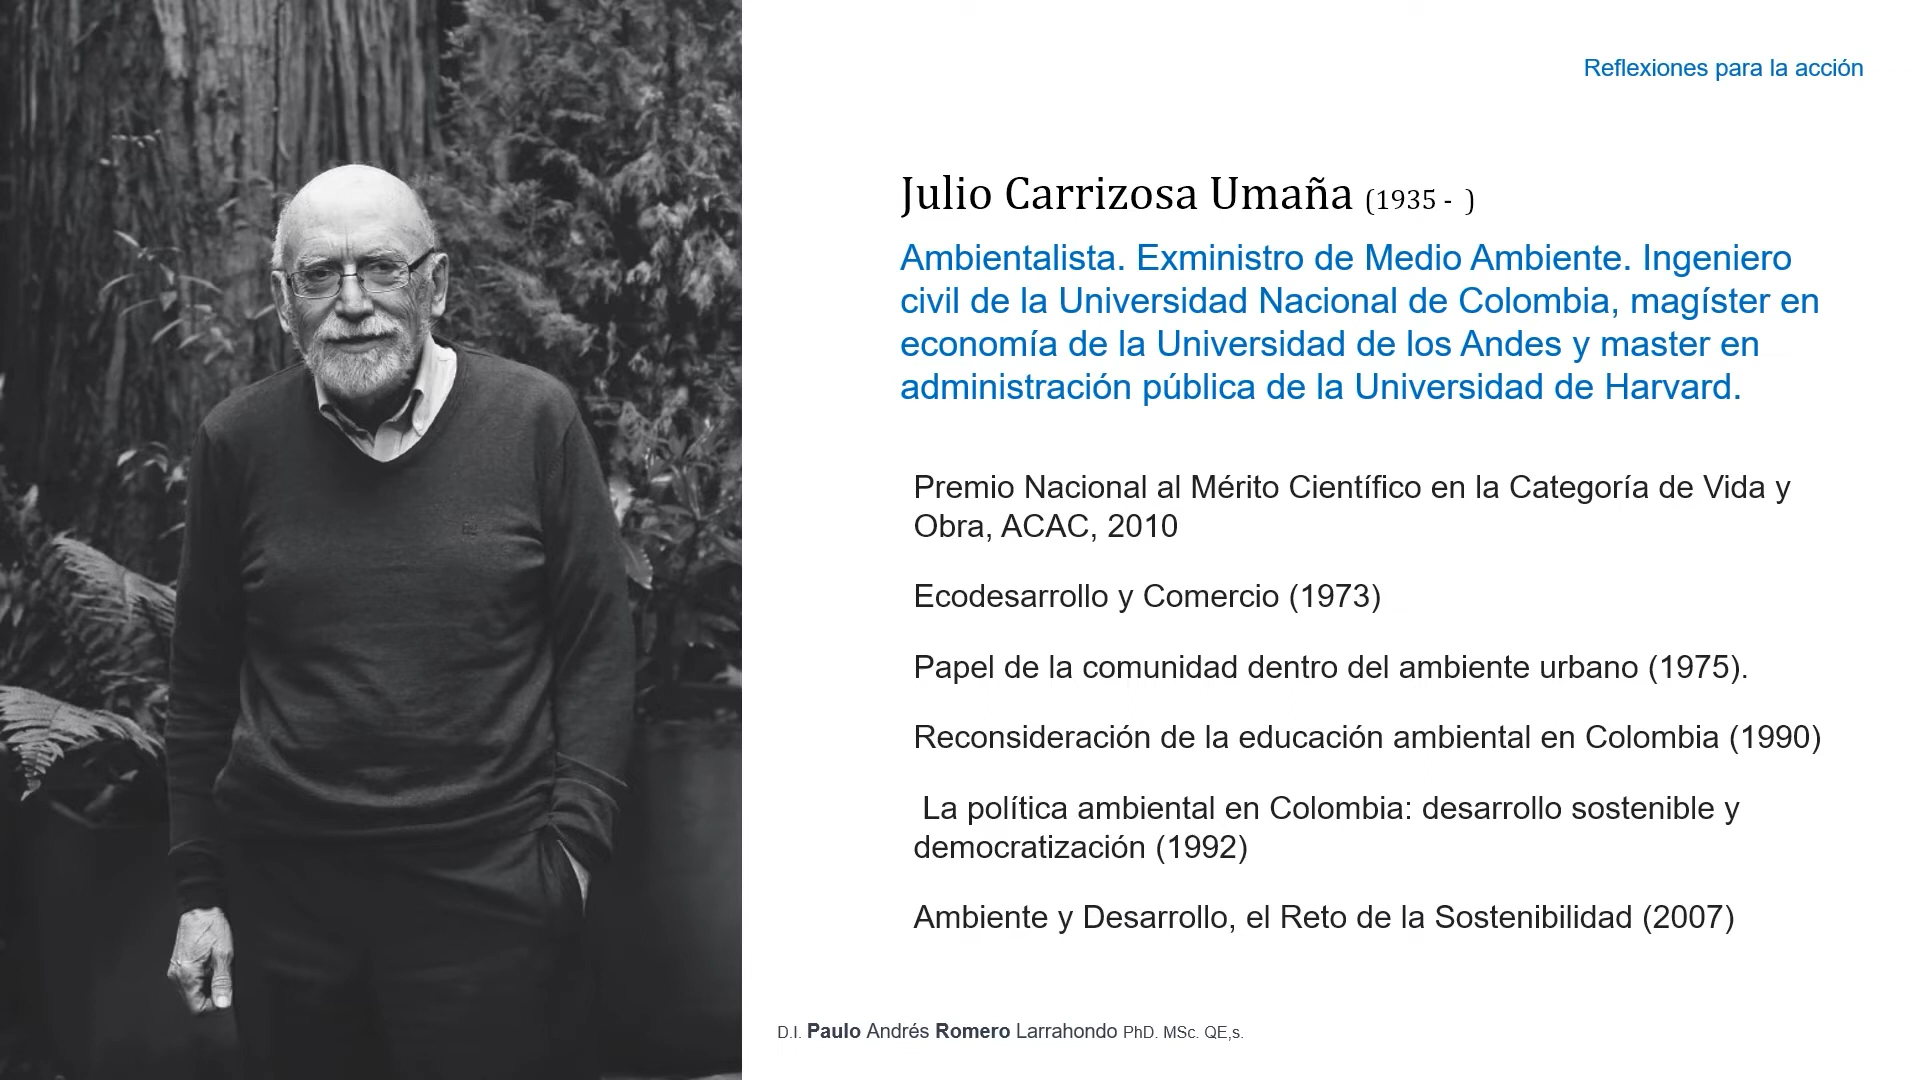 Reflexiones para la acción
Julio Carrizosa Umaña (1935 - )
Ambientalista. Exministro de Medio Ambiente. Ingeniero
civil de la Universidad Nacional de Colombia, magíster en
economía de la Universidad de los Andes y master en
administración pública de la Universidad de Harvard.
Premio Nacional al Mérito Científico en la Categoría de Vida y
Obra, ACAC, 2010
Ecodesarrollo y Comercio (1973)
Papel de la comunidad dentro del ambiente urbano (1975).
Reconsideración de la educación ambiental en Colombia (1990)
La política ambiental en Colombia: desarrollo sostenible y
democratización (1992)
Ambiente y Desarrollo, el Reto de la Sostenibilidad (2007)
D.I. Paulo Andrés Romero Larrahondo PhD. MSc. QE,s.